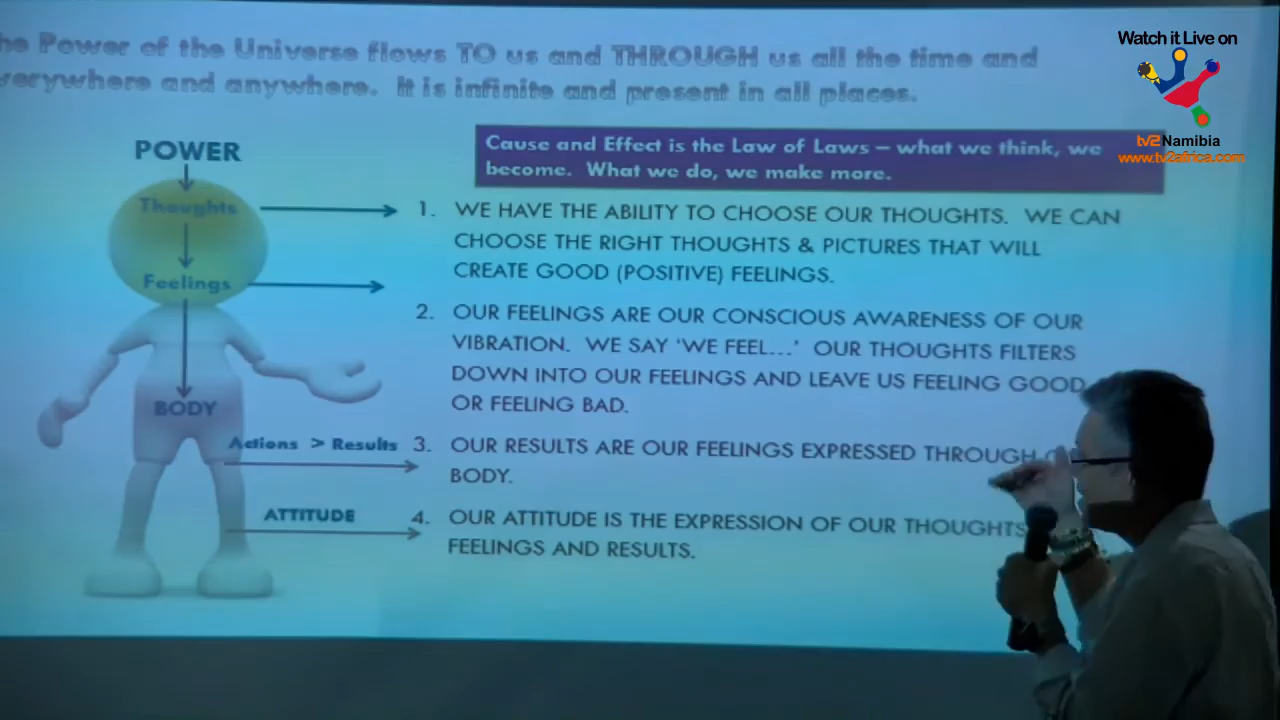 Watch it Live on
tv2Namibia
www.tv2africa.com
he Power of the Universe flows TO us and THROUGH us all the time and
verywhere and anywhere. It is infinite and present in all places.
Cause and Effect is the Law of Laws – what we think, we
become. What we do, we make more.
POWER
Thoughts
Feelings
BODY
Actions > Results
ATTITUDE
1. WE HAVE THE ABILITY TO CHOOSE OUR THOUGHTS. WE CAN
CHOOSE THE RIGHT THOUGHTS & PICTURES THAT WILL
CREATE GOOD (POSITIVE) FEELINGS.
2. OUR FEELINGS ARE OUR CONSCIOUS AWARENESS OF OUR
VIBRATION. WE SAY ‘WE FEEL...’ OUR THOUGHTS FILTERS
DOWN INTO OUR FEELINGS AND LEAVE US FEELING GOOD
OR FEELING BAD.
3. OUR RESULTS ARE OUR FEELINGS EXPRESSED THROUGH
BODY.
4. OUR ATTITUDE IS THE EXPRESSION OF OUR THOUGHTS
FEELINGS AND RESULTS.